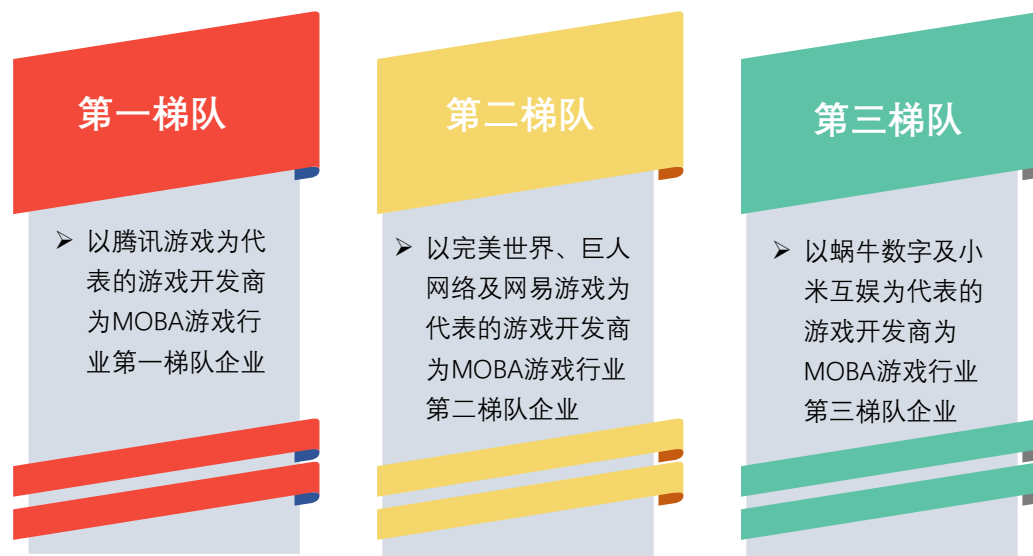 第一梯队
➢ 以腾讯游戏为代
表的游戏开发商
为MOBA游戏行
业第一梯队企业
第二梯队
➢ 以完美世界、巨人
网络及网易游戏为
代表的游戏开发商
为MOBA游戏行业
第二梯队企业
第三梯队
➢ 以蜗牛数字及小
米互娱为代表的
游戏开发商为
MOBA游戏行业
第三梯队企业